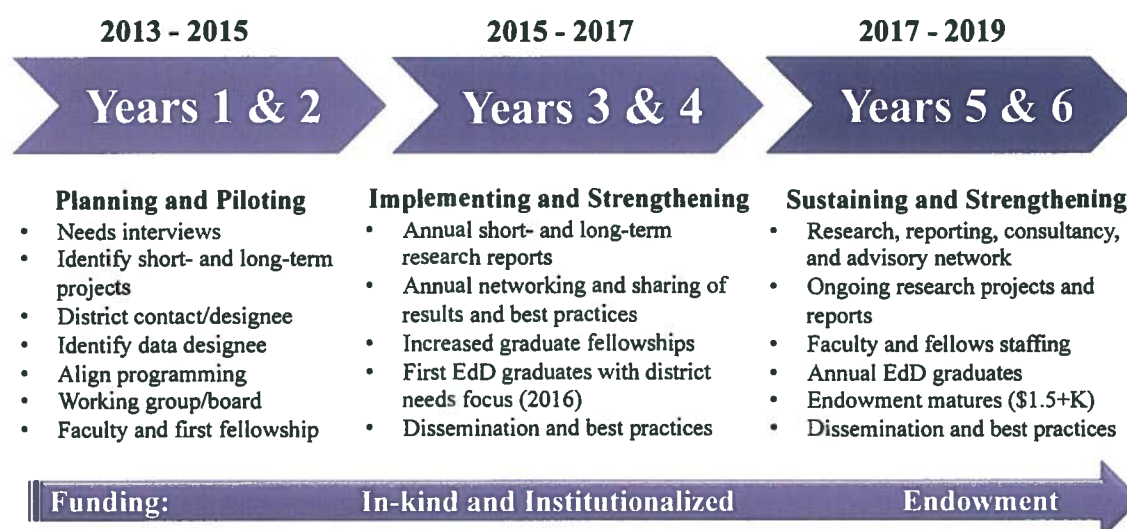 2013 - 2015
Years 1 & 2
Planning and Piloting
• Needs interviews
• Identify short- and long-term
projects
• District contact/designee
• Identify data designee
• Align programming
• Working group/board
• Faculty and first fellowship
2015 - 2017
Years 3 & 4
Implementing and Strengthening
• Annual short- and long-term
research reports
• Annual networking and sharing of
results and best practices
• Increased graduate fellowships
• First EdD graduates with district
needs focus (2016)
• Dissemination and best practices
2017 - 2019
Years 5 & 6
Sustaining and Strengthening
• Research, reporting, consultancy,
and advisory network
• Ongoing research projects and
reports
• Faculty and fellows staffing
• Annual EdD graduates
• Endowment matures ($1.5+K)
• Dissemination and best practices
Funding: In-kind and Institutionalized Endowment